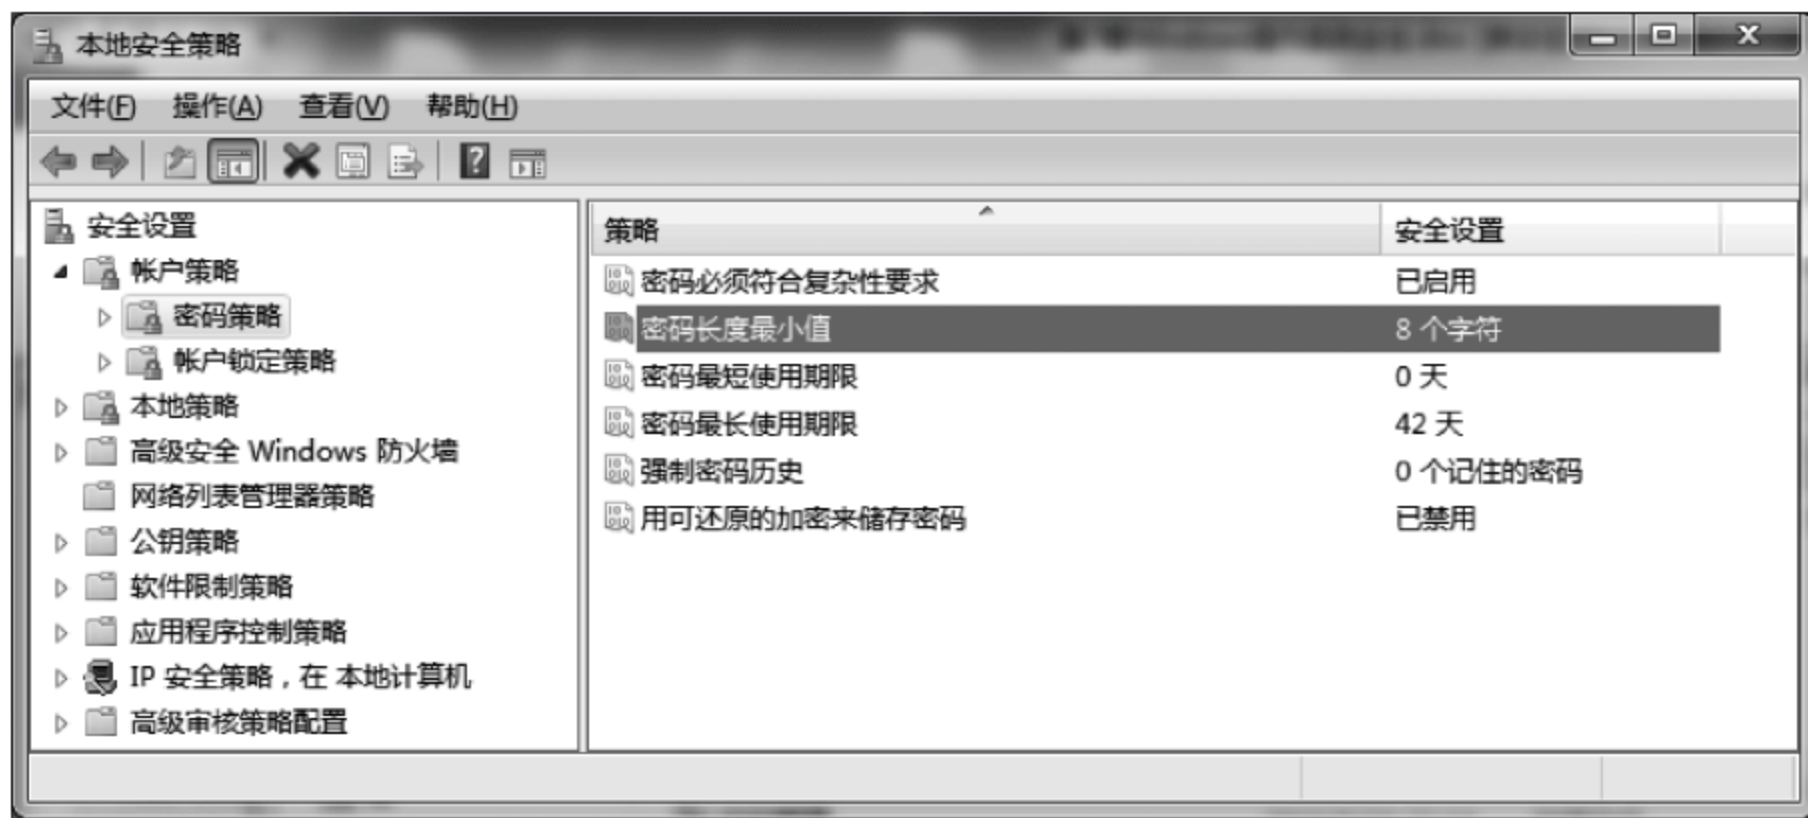 本地安全策略
文件(F) 操作(A) 查看(V) 帮助(H)
安全设置
帐户策略
密码策略
帐户锁定策略
本地策略
高级安全 Windows 防火墙
网络列表管理器策略
公钥策略
软件限制策略
应用程序控制策略
IP 安全策略，在 本地计算机
高级审核策略配置
策略 安全设置
密码必须符合复杂性要求 已启用
密码长度最小值 8 个字符
密码最短使用期限 0 天
密码最长使用期限 42 天
强制密码历史 0 个记住的密码
用可还原的加密来储存密码 已禁用